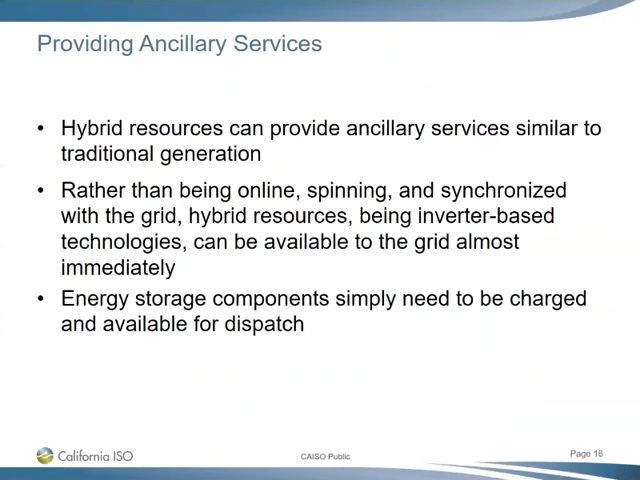 Providing Ancillary Services
• Hybrid resources can provide ancillary services similar to
traditional generation
• Rather than being online, spinning, and synchronized
with the grid, hybrid resources, being inverter-based
technologies, can be available to the grid almost
immediately
• Energy storage components simply need to be charged
and available for dispatch
California ISO
CAISO Public
Page 16